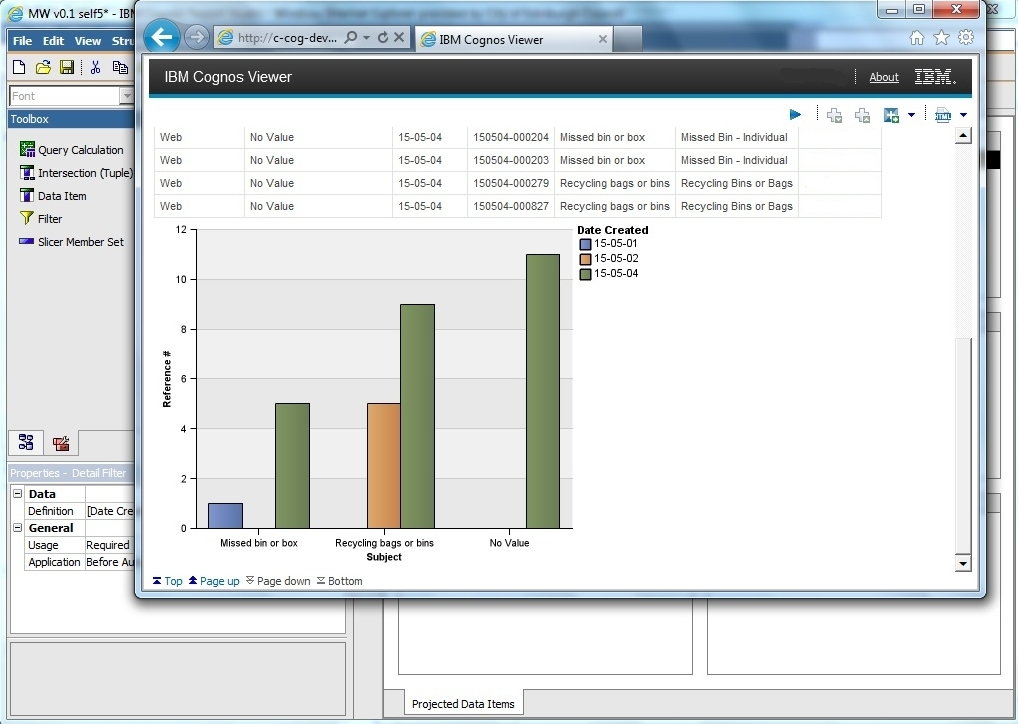 MW v0.1 self5* - IBM
http://c-cog-dev...
IBM Cognos Viewer
File Edit View Stru
IBM Cognos Viewer
About IBM.
Font
Toolbox
Query Calculation
Intersection (Tuple)
Data Item
Filter
Slicer Member Set
HTML
Web No Value 15-05-04 150504-000204 Missed bin or box Missed Bin - Individual
Web No Value 15-05-04 150504-000203 Missed bin or box Missed Bin - Individual
Web No Value 15-05-04 150504-000279 Recycling bags or bins Recycling Bins or Bags
Web No Value 15-05-04 150504-000827 Recycling bags or bins Recycling Bins or Bags
Date Created
15-05-01
15-05-02
15-05-04
12
10
8
6
4
2
0
Reference #
Missed bin or box Recycling bags or bins No Value
Subject
Top Page up Page down Bottom
Properties - Detail Filter
Data
Definition [Date Cre
General
Usage Required
Application Before Au
Projected Data Items